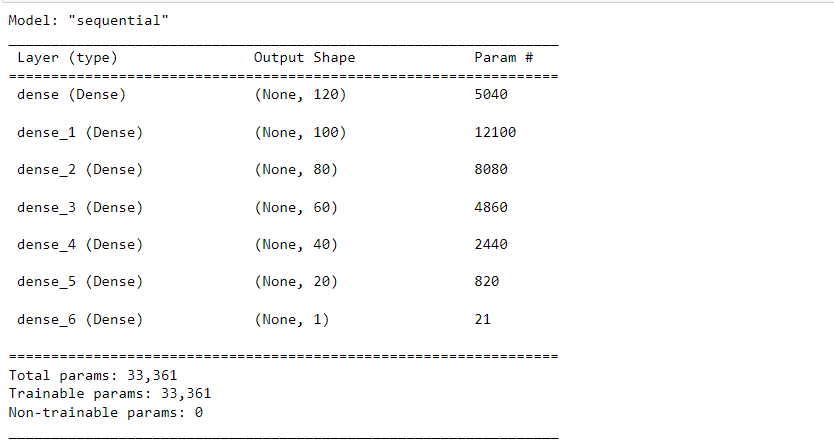 Model: "sequential"
_________________________________________________________________
Layer (type) Output Shape Param #
=================================================================
dense (Dense) (None, 120) 5040
dense_1 (Dense) (None, 100) 12100
dense_2 (Dense) (None, 80) 8080
dense_3 (Dense) (None, 60) 4860
dense_4 (Dense) (None, 40) 2440
dense_5 (Dense) (None, 20) 820
dense_6 (Dense) (None, 1) 21
=================================================================
Total params: 33,361
Trainable params: 33,361
Non-trainable params: 0
_________________________________________________________________